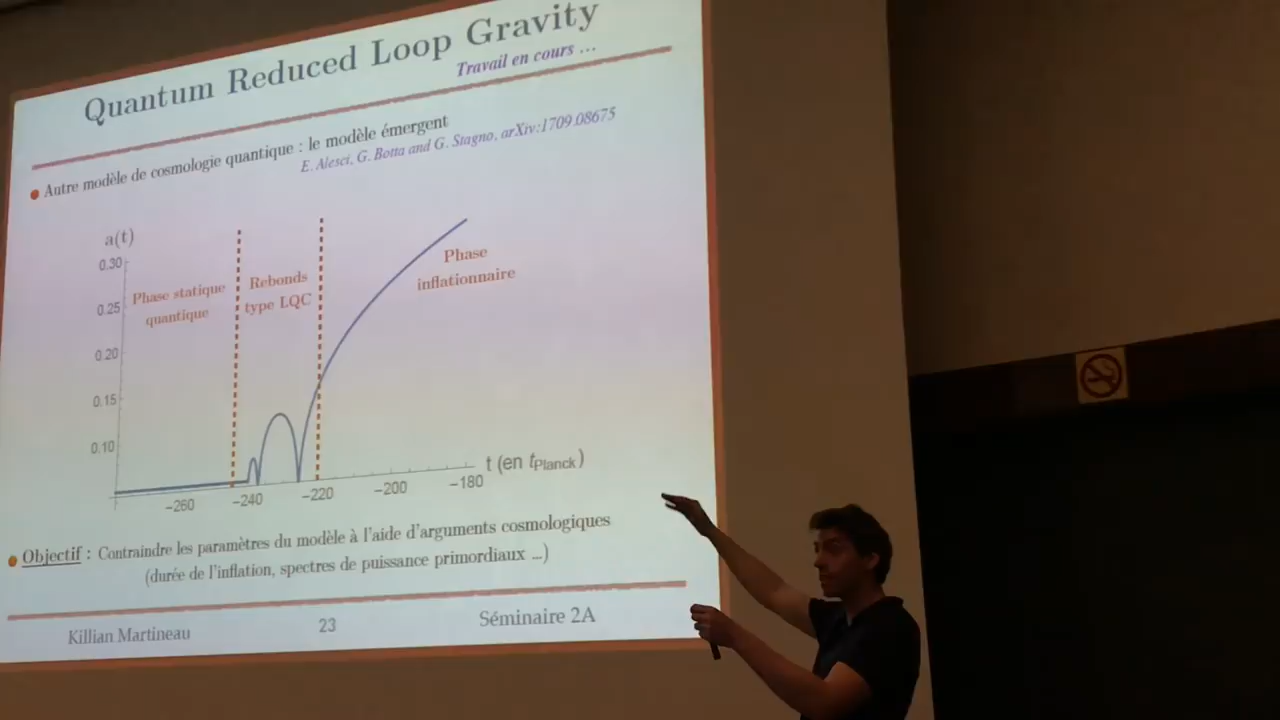 Quantum Reduced Loop Gravity
Travail en cours ...
Autre modèle de cosmologie quantique : le modèle émergent
E. Alesci, G. Botta and G. Stagno, arXiv:1709.08675
a(t)
0.30
0.25
0.20
0.15
0.10
Phase statique
quantique
Rebonds
type LQC
Phase
inflationnaire
-260
-240
-220
-200
-180
t (en tPlanck)
Objectif : Contraindre les paramètres du modèle à l'aide d'arguments cosmologiques
(durée de l'inflation, spectres de puissance primordiaux ...)
Killian Martineau
23
Séminaire 2A